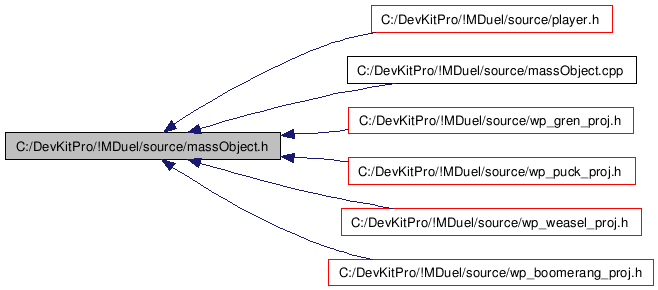 C:/DevKitPro/!MDuel/source/player.h
C:/DevKitPro/!MDuel/source/massObject.cpp
C:/DevKitPro/!MDuel/source/wp_gren_proj.h
C:/DevKitPro/!MDuel/source/massObject.h
C:/DevKitPro/!MDuel/source/wp_puck_proj.h
C:/DevKitPro/!MDuel/source/wp_weasel_proj.h
C:/DevKitPro/!MDuel/source/wp_boomerang_proj.h